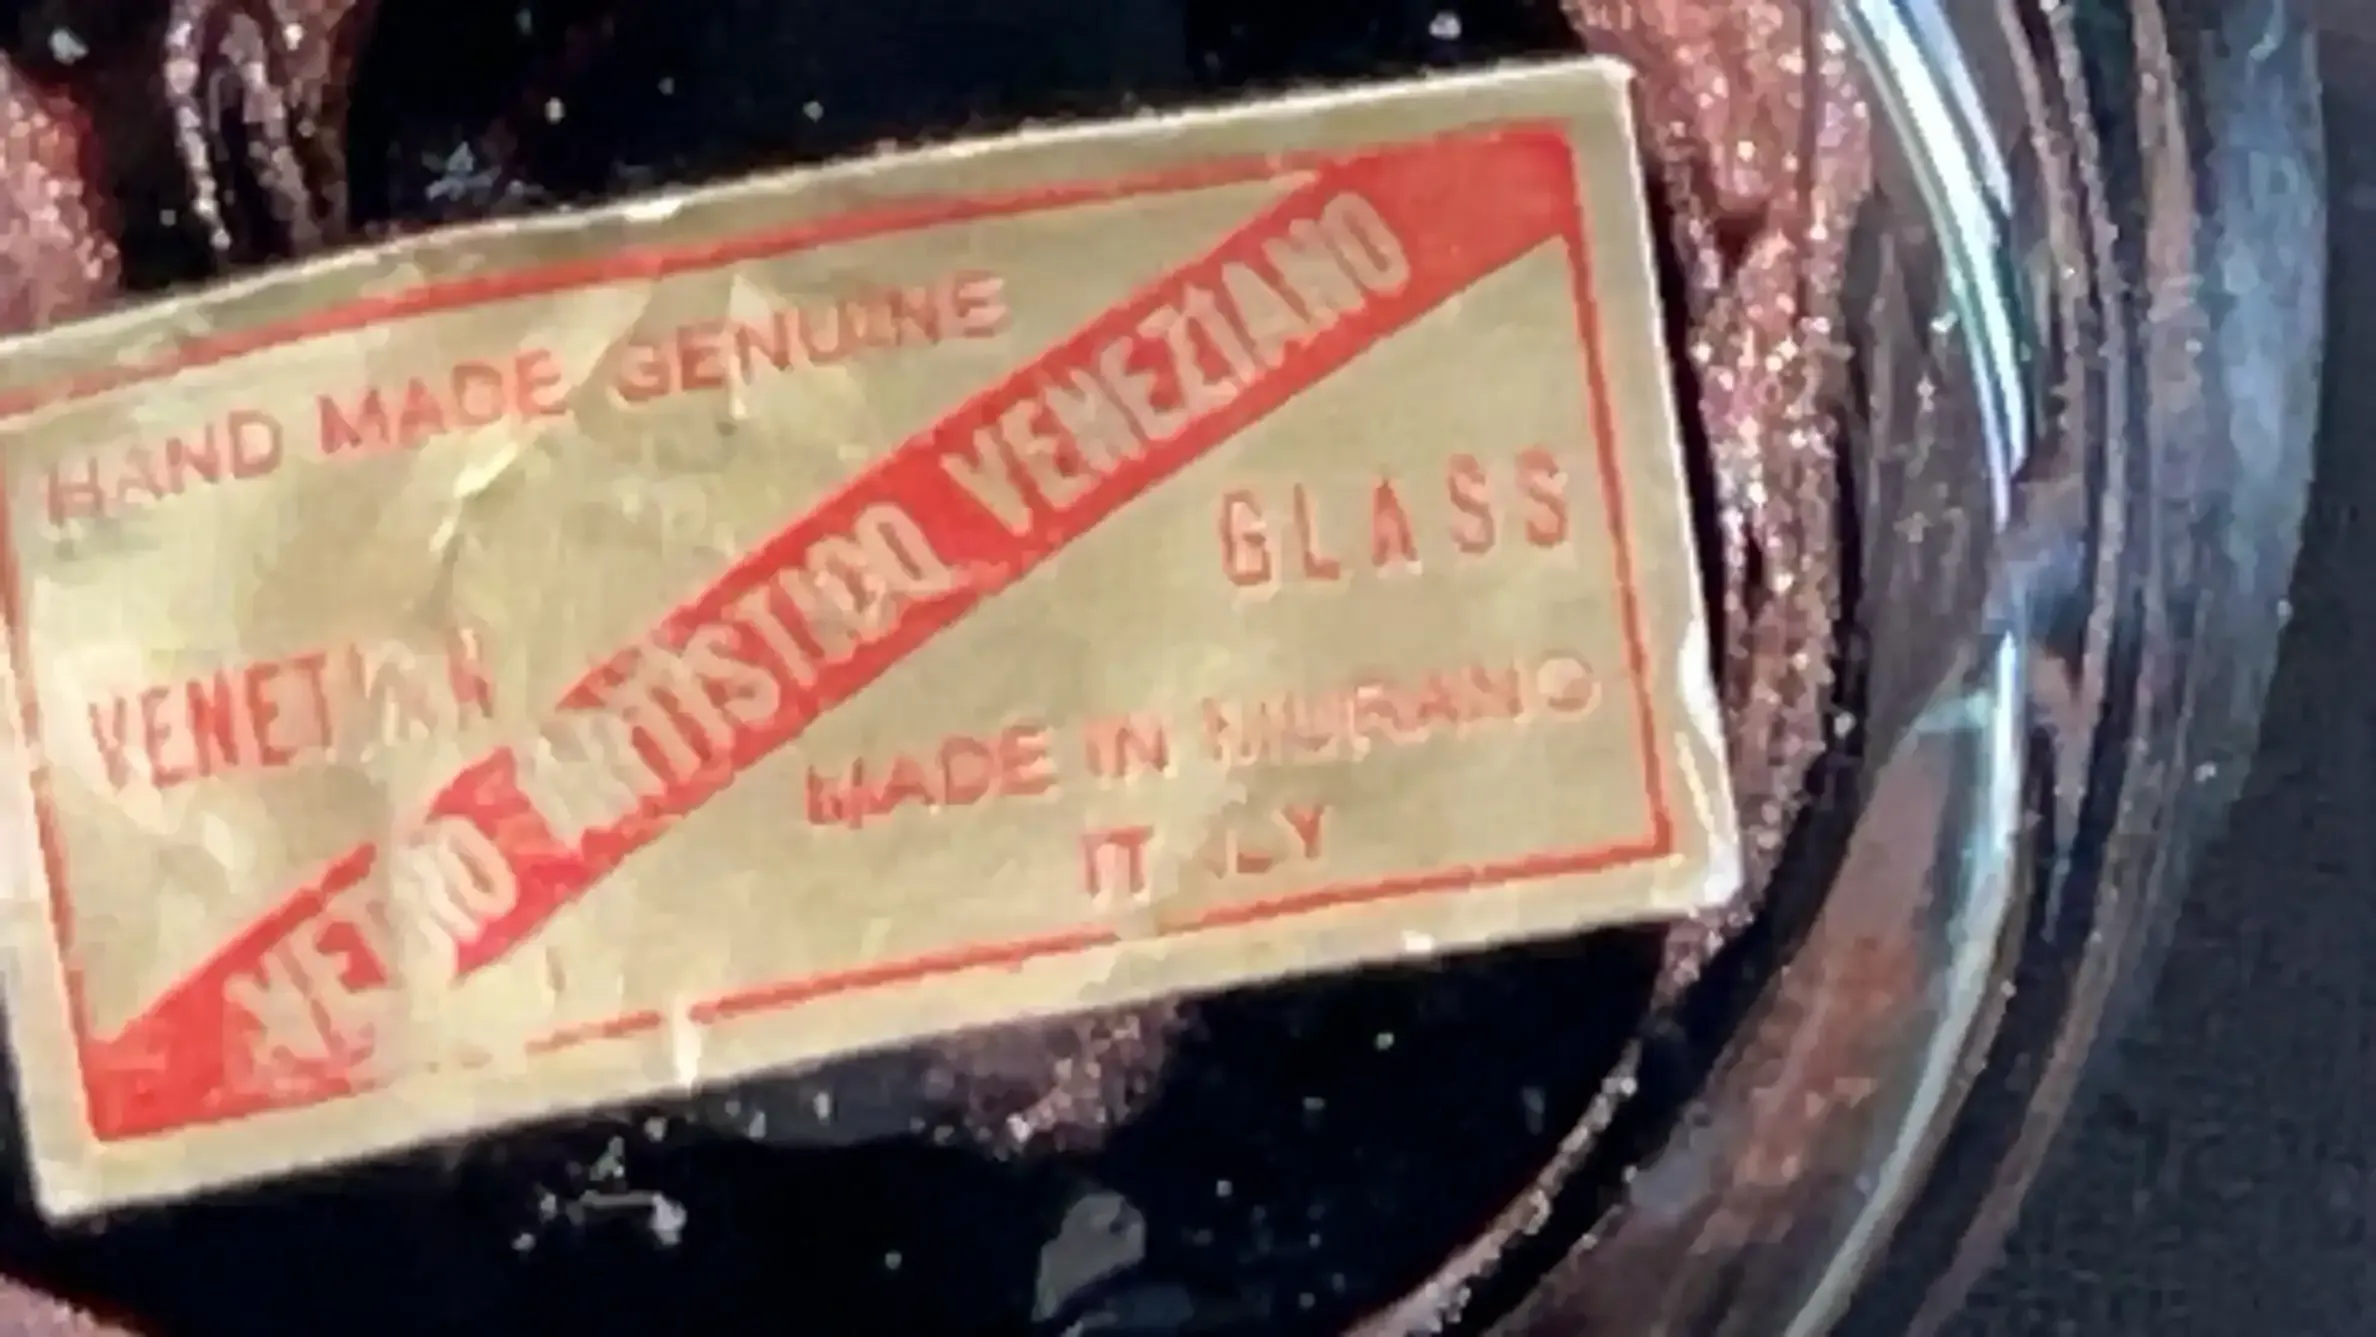 HAND MADE GENUINE
VENETIAN
VETRO ARTISTICO VENEZIANO
GLASS
MADE IN MURANO
ITALY